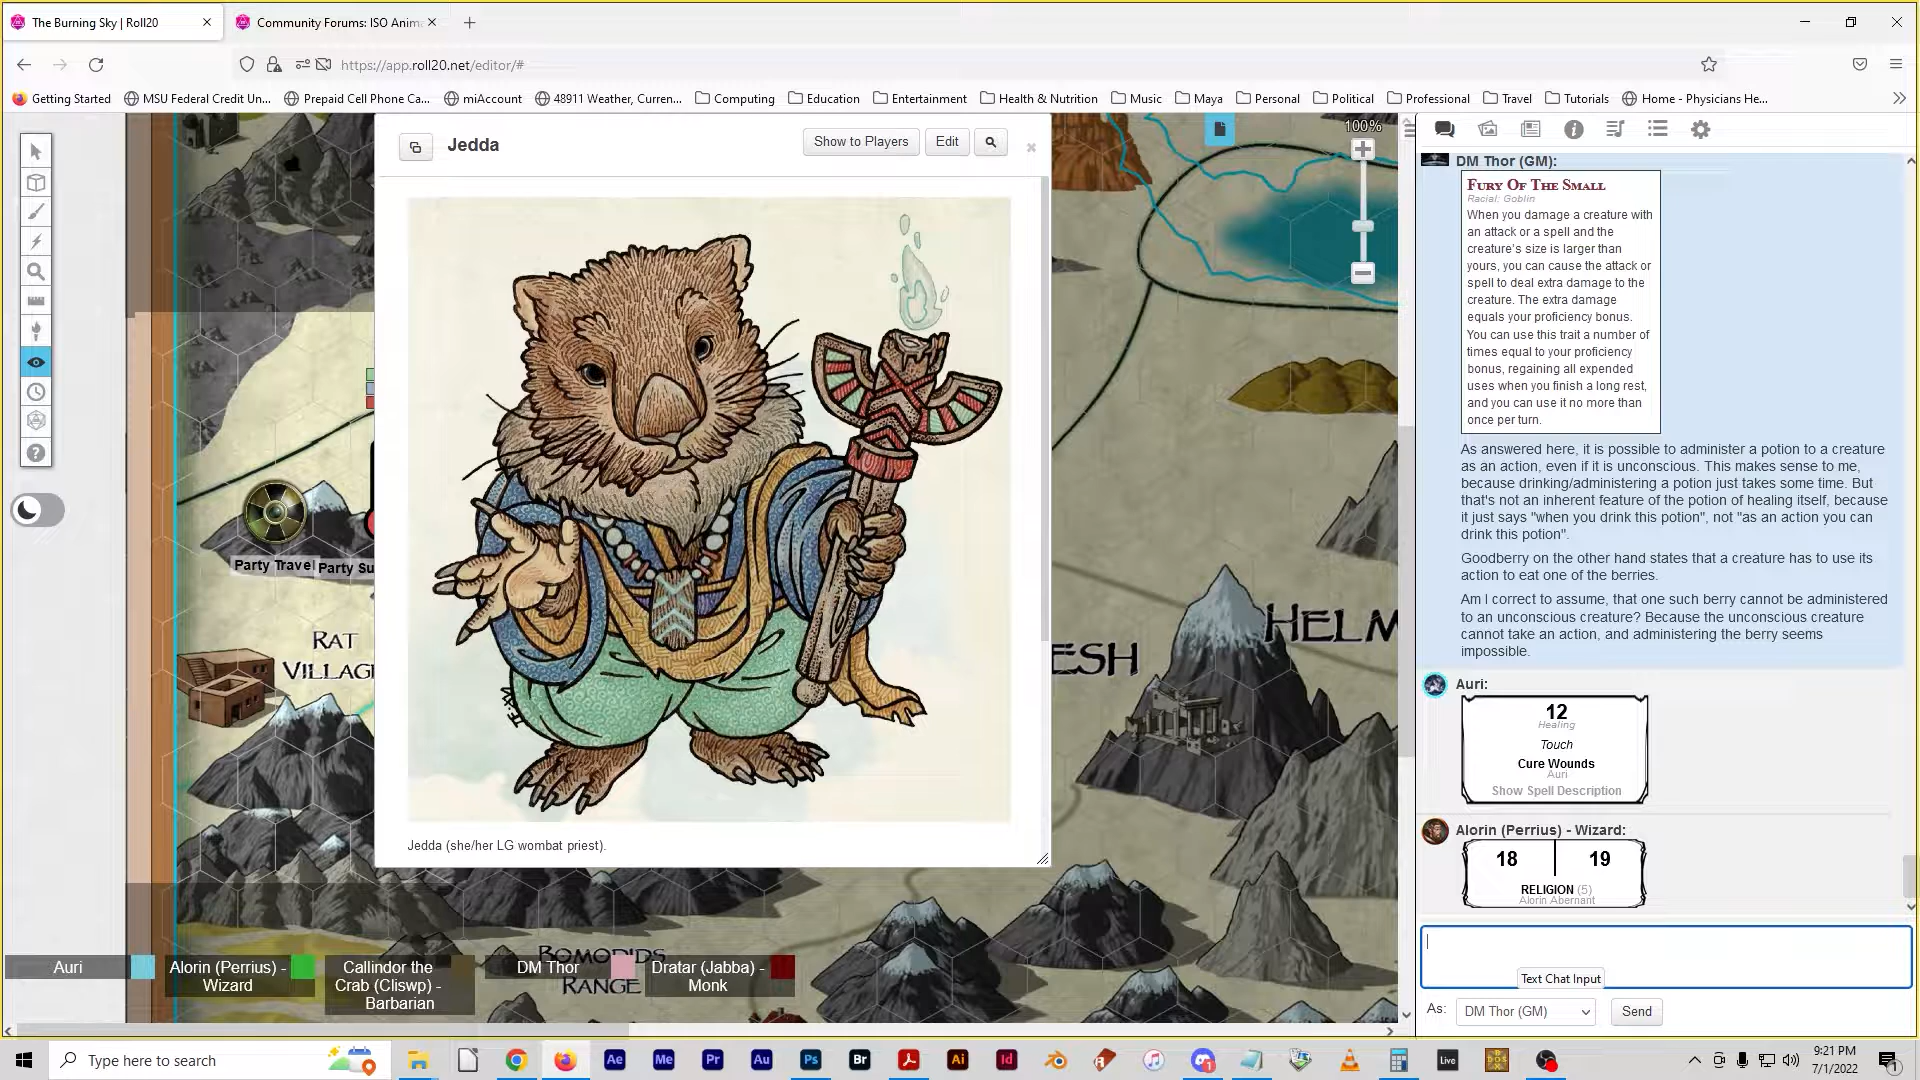 The Burning Sky | Roll20
Community Forums: ISO Anim
https://app.roll20.net/editor/#
Getting Started
MSU Federal Credit Un...
Prepaid Cell Phone Ca...
miAccount
48911 Weather, Curren...
Computing
Education
Entertainment
Health & Nutrition
Music
Maya
Personal
Political
Professional
Travel
Tutorials
Home - Physicians He...
Jedda
Show to Players
Edit
100%
Jedda (she/her LG wombat priest).
Party Travel
Party Su
RAT
VILLAG
ESH
HELM
BOMODIDS
RANGE
DM Thor (GM):
FURY OF THE SMALL
Racial: Goblin
When you damage a creature with
an attack or a spell and the
creature's size is larger than
yours, you can cause the attack or
spell to deal extra damage to the
creature. The extra damage
equals your proficiency bonus.
You can use this trait a number of
times equal to your proficiency
bonus, regaining all expended
uses when you finish a long rest,
and you can use it no more than
once per turn.
As answered here, it is possible to administer a potion to a creature
as an action, even if it is unconscious. This makes sense to me,
because drinking/administering a potion just takes some time. But
that's not an inherent feature of the potion of healing itself, because
it just says "when you drink this potion", not "as an action you can
drink this potion".
Goodberry on the other hand states that a creature has to use its
action to eat one of the berries.
Am I correct to assume, that one such berry cannot be administered
to an unconscious creature? Because the unconscious creature
cannot take an action, and administering the berry seems
impossible.
Auri:
12
Healing
Touch
Cure Wounds
Auri
Show Spell Description
Alorin (Perrius) - Wizard:
18 19
RELIGION (5)
Alorin Abernant
Text Chat Input
As:
DM Thor (GM)
Send
Auri
Alorin (Perrius) -
Wizard
Callindor the
Crab (Cliswp) -
Barbarian
DM Thor
Dratar (Jabba) -
Monk
Type here to search
Ae
Me
Pr
Au
Ps
Br
Ai
Id
Live
9:21 PM
7/1/2022